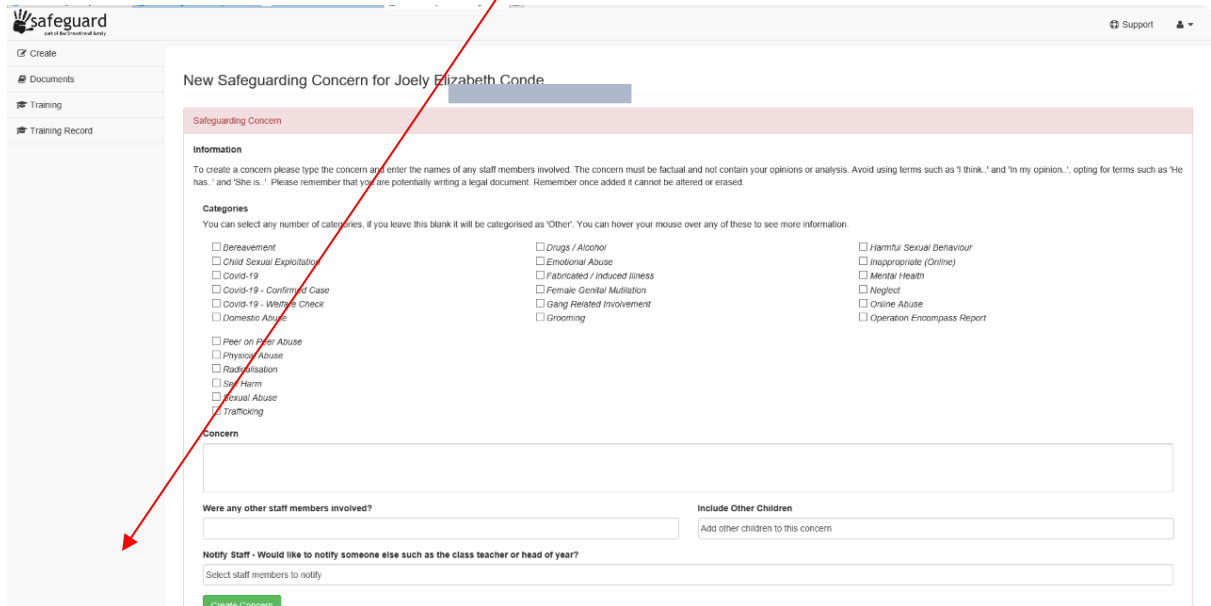 safeguard
Support
Create
Documents
Training
Training Record
New Safeguarding Concern for Joely Elizabeth Conde
Safeguarding Concern
Information
To create a concern please type the concern and enter the names of any staff members involved. The concern must be factual and not contain your opinions or analysis. Avoid using terms such as 'I think..' and 'In my opinion..', opting for terms such as 'He
has..' and 'She is..'. Please remember that you are potentially writing a legal document. Remember once added it cannot be altered or erased.
Categories
You can select any number of categories, if you leave this blank it will be categorised as 'Other'. You can hover your mouse over any of these to see more information.
Bereavement
Child Sexual Exploitation
Covid-19
Covid-19 - Confirmed Case
Covid-19 - Welfare Check
Domestic Abuse
Drugs / Alcohol
Emotional Abuse
Fabricated / Induced Illness
Female Genital Mutilation
Gang Related Involvement
Grooming
Harmful Sexual Behaviour
Inappropriate (Online)
Mental Health
Neglect
Online Abuse
Operation Encompass Report
Peer on Peer Abuse
Physical Abuse
Radicalisation
Self Harm
Sexual Abuse
Trafficking
Concern
Were any other staff members involved?
Include Other Children
Add other children to this concern
Notify Staff - Would like to notify someone else such as the class teacher or head of year?
Select staff members to notify
Create Concern